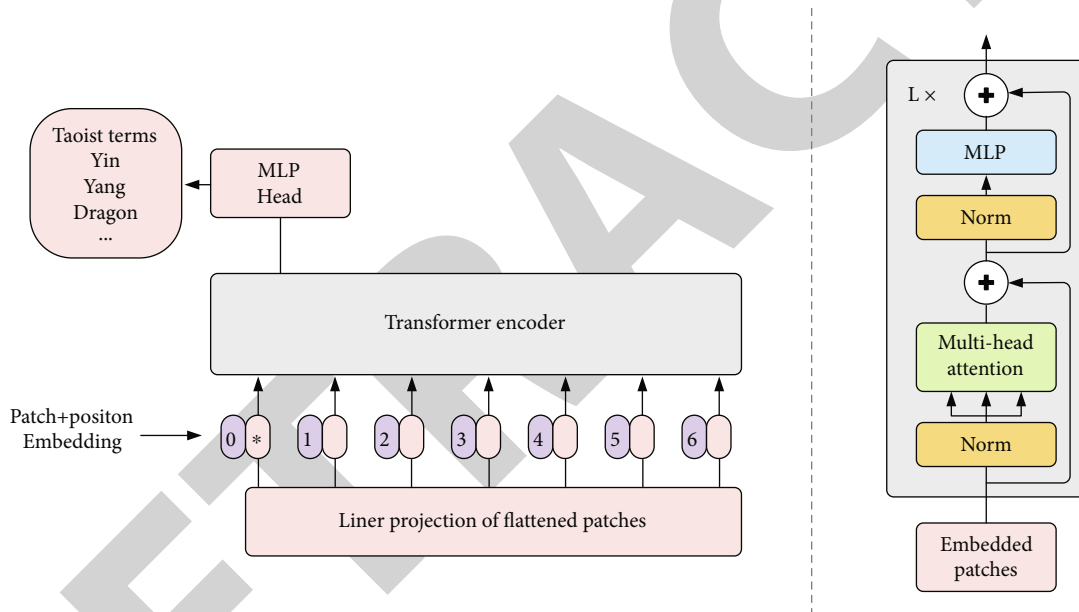 Taoist terms
Yin
Yang
Dragon
...
MLP
Head
Transformer encoder
Patch+positon
Embedding
0 * 1 2 3 4 5 6
Liner projection of flattened patches
L ×
+
MLP
Norm
+
Multi-head
attention
Norm
Embedded
patches